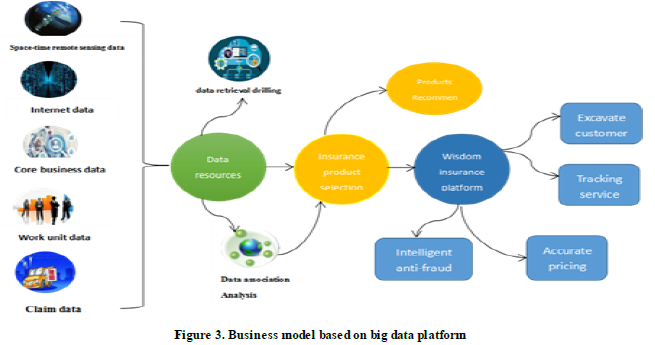 Space-time remote sensing data
Internet data
Core business data
Work unit data
Claim data
data retrieval drilling
Data
resources
Data association
Analysis
Insurance
product
selection
Products
Recommen
Wisdom
insurance
platform
Excavate
customer
Tracking
service
Intelligent
anti-fraud
Accurate
pricing
Figure 3. Business model based on big data platform